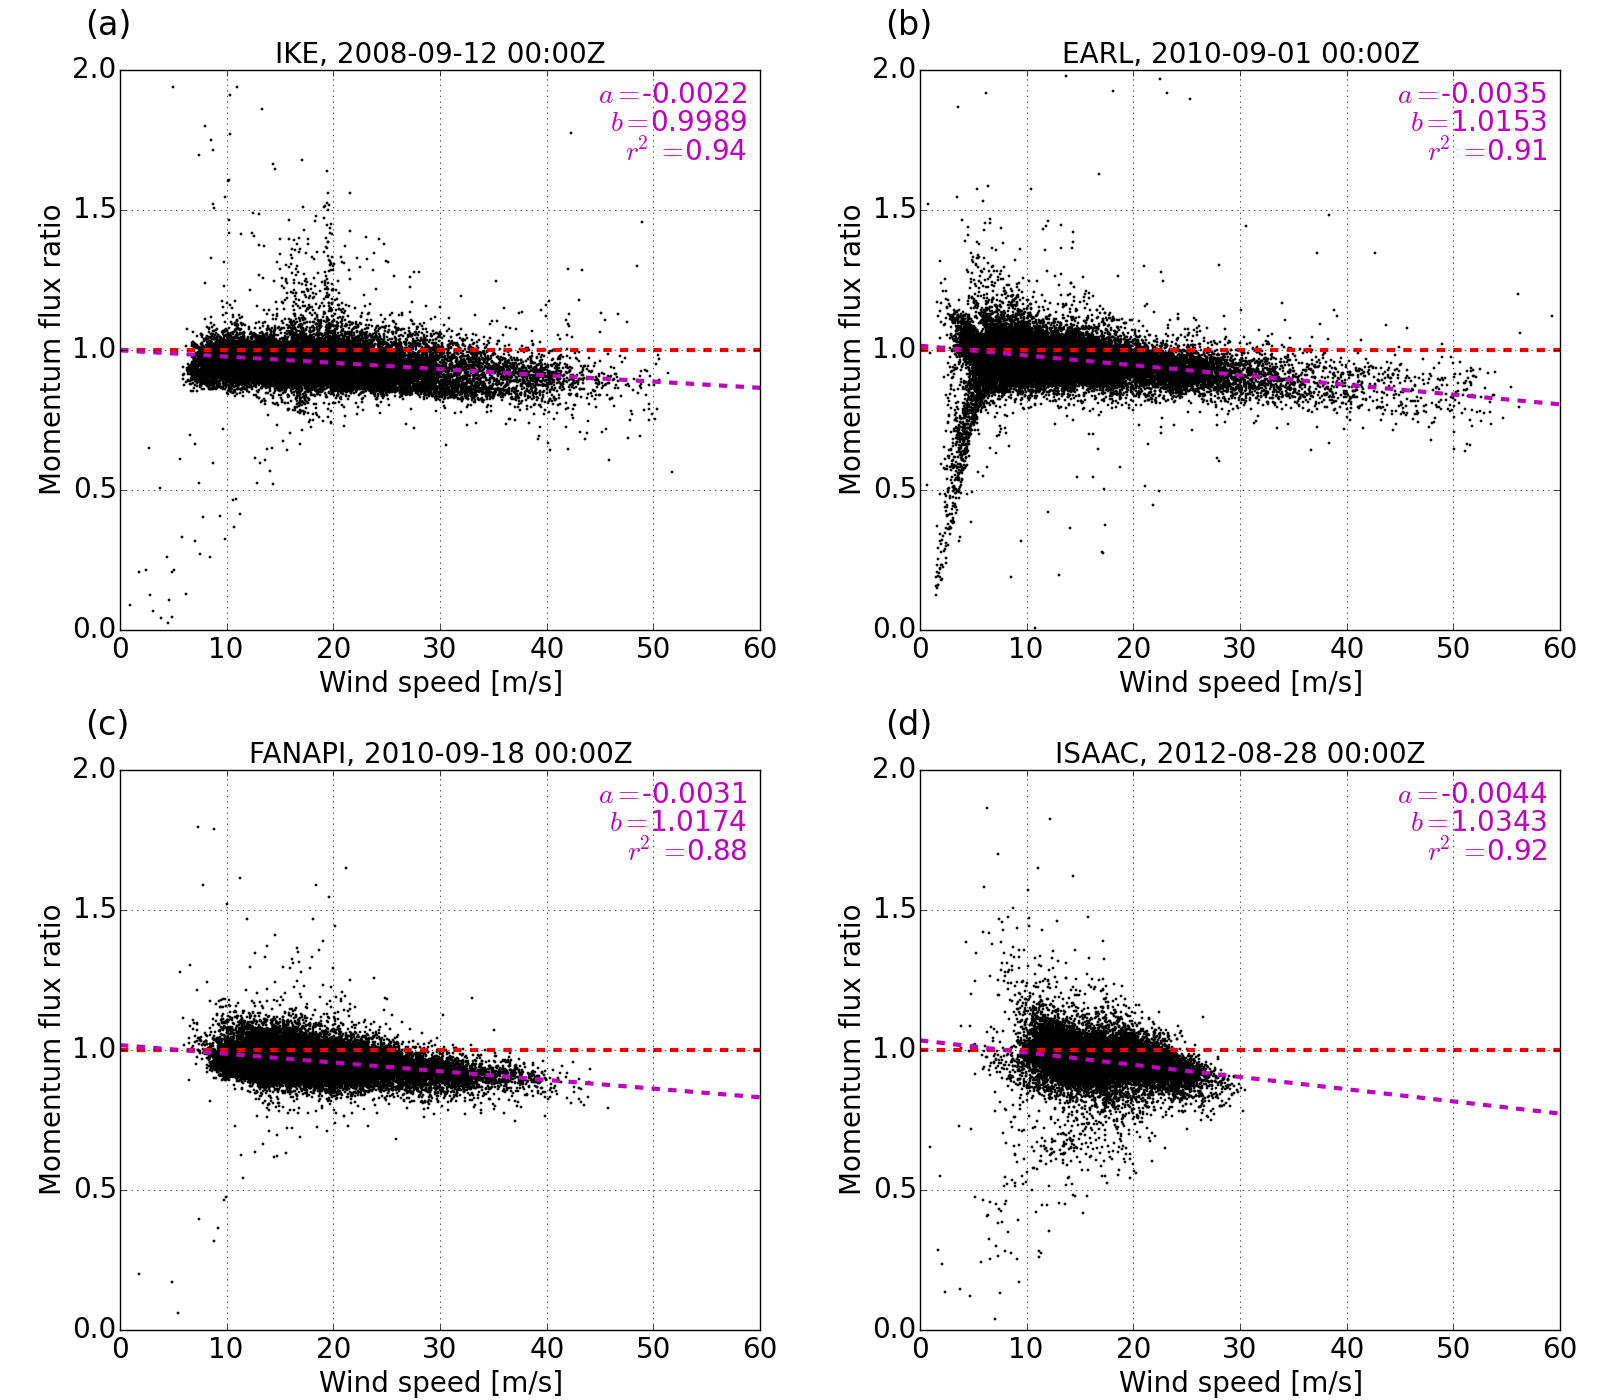 (a)
IKE, 2008-09-12 00:00Z
a=-0.0022
b=0.9989
r² =0.94
2.0
1.5
1.0
0.5
0.0
Momentum flux ratio
0 10 20 30 40 50 60
Wind speed [m/s]
(b)
EARL, 2010-09-01 00:00Z
a=-0.0035
b=1.0153
r² =0.91
2.0
1.5
1.0
0.5
0.0
Momentum flux ratio
0 10 20 30 40 50 60
Wind speed [m/s]
(c)
FANAPI, 2010-09-18 00:00Z
a=-0.0031
b=1.0174
r² =0.88
2.0
1.5
1.0
0.5
0.0
Momentum flux ratio
0 10 20 30 40 50 60
Wind speed [m/s]
(d)
ISAAC, 2012-08-28 00:00Z
a=-0.0044
b=1.0343
r² =0.92
2.0
1.5
1.0
0.5
0.0
Momentum flux ratio
0 10 20 30 40 50 60
Wind speed [m/s]